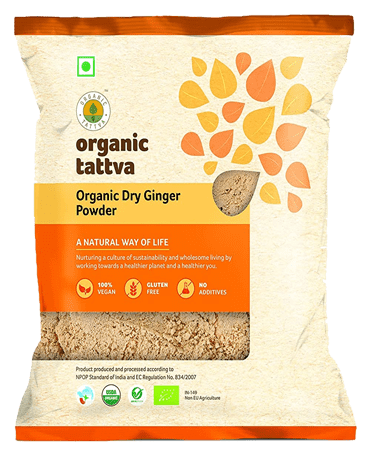 ORGANIC
TATTVA
organic
tattva
Organic Dry Ginger
Powder
A NATURAL WAY OF LIFE
Nurturing a culture of sustainability and wholesome living by
working towards a healthier planet and a healthier you.
100%
VEGAN
GLUTEN
FREE
NO
ADDITIVES
Product produced and processed according to
NPOP Standard of India and EC Regulation No. 834/2007
USDA
ORGANIC
IN-149
Non EU Agriculture